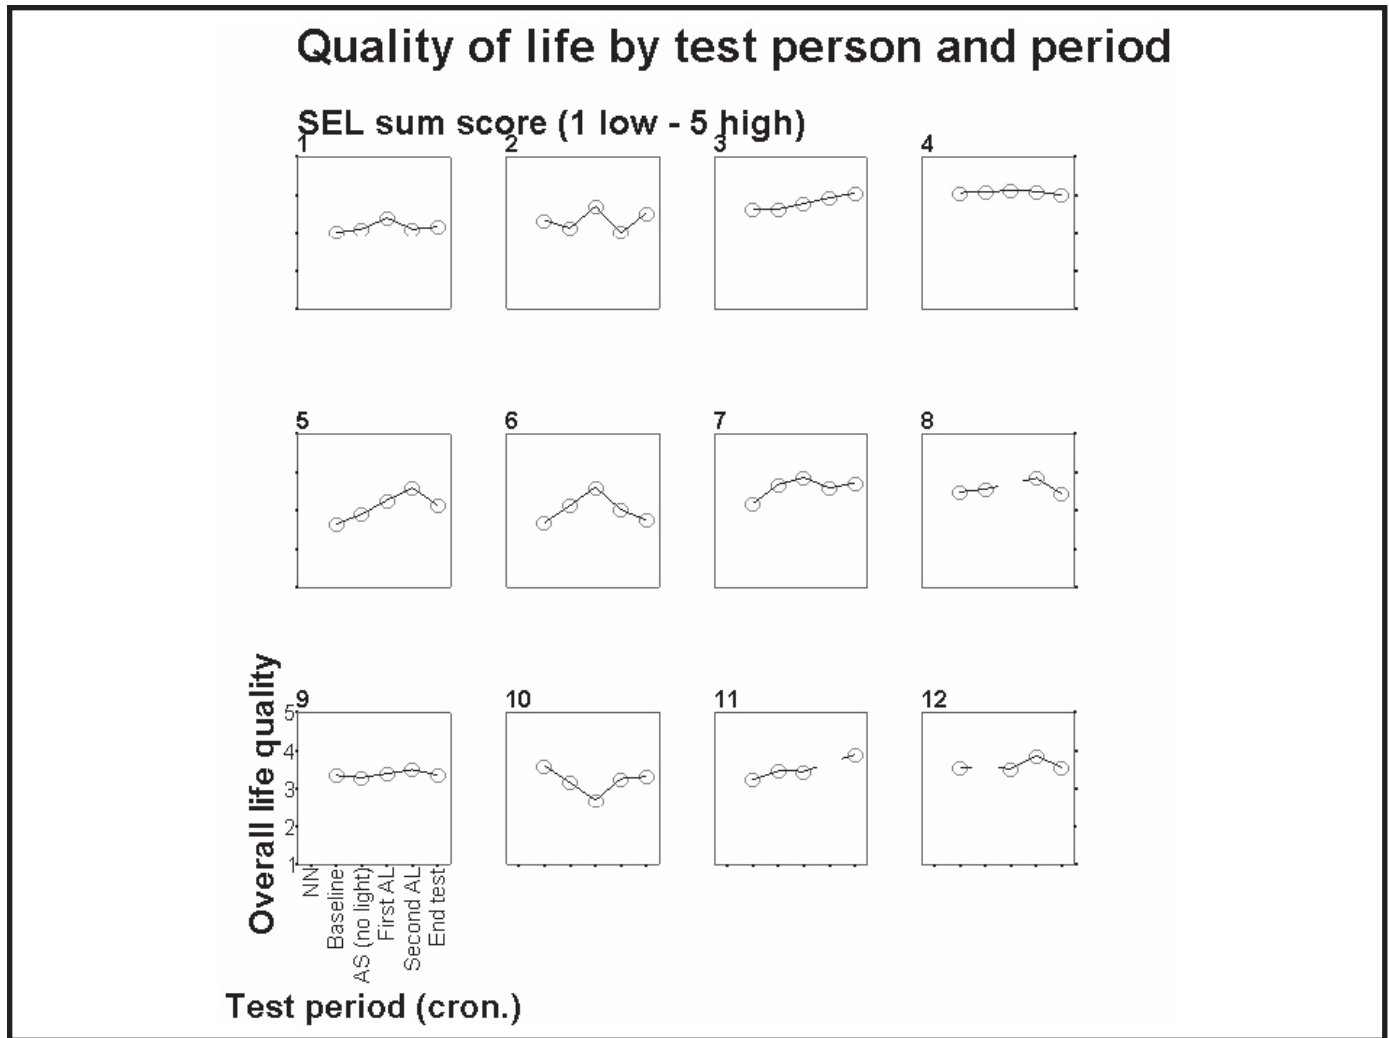 Quality of life by test person and period
SEL sum score (1 low - 5 high)
1
2
3
4
5
6
7
8
9
10
11
12
Overall life quality
5
4
3
2
1
NN
Baseline
AS (no light)
First AL
Second AL
End test
Test period (cron.)